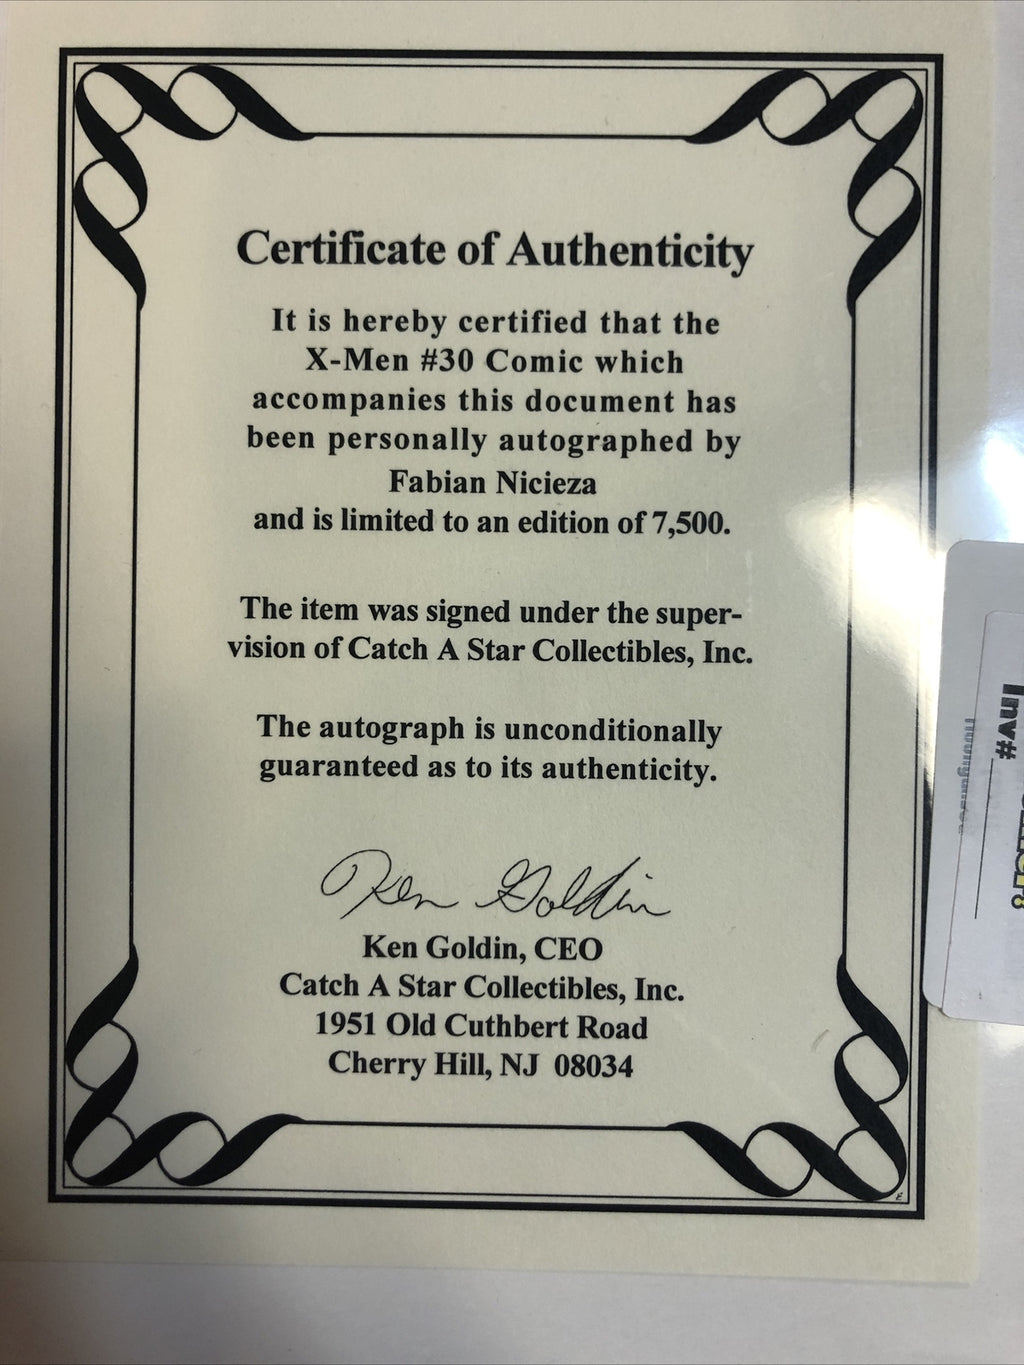 Certificate of Authenticity
It is hereby certified that the
X-Men #30 Comic which
accompanies this document has
been personally autographed by
Fabian Nicieza
and is limited to an edition of 7,500.
The item was signed under the super-
vision of Catch A Star Collectibles, Inc.
The autograph is unconditionally
guaranteed as to its authenticity.
Ken Goldin
Ken Goldin, CEO
Catch A Star Collectibles, Inc.
1951 Old Cuthbert Road
Cherry Hill, NJ 08034
Inv#